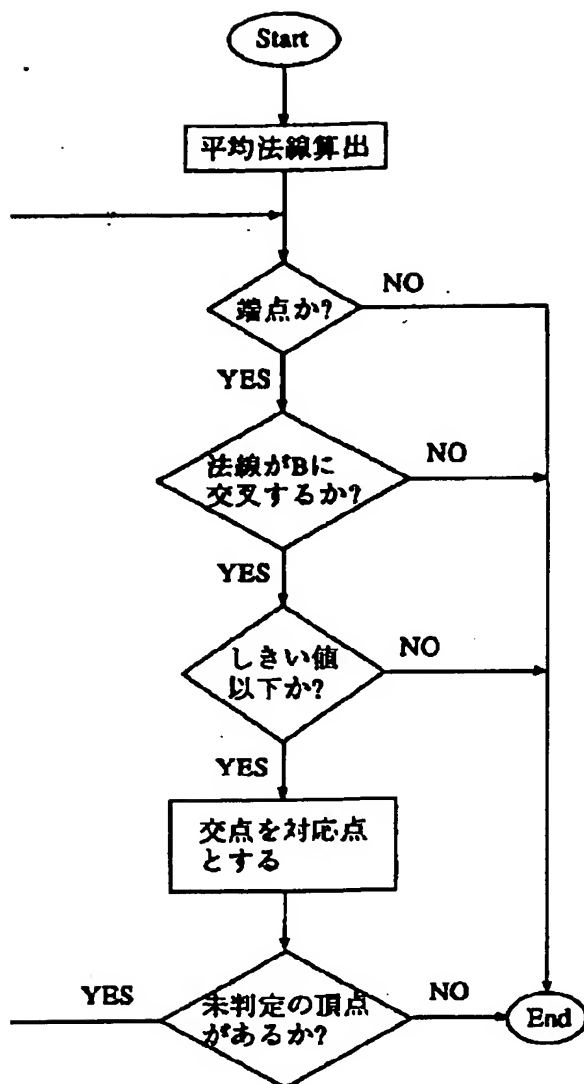 Start
平均法線算出
端点か?
NO
YES
法線がBに
交叉するか?
NO
YES
しきい値
以下か?
NO
YES
交点を対応点
とする
YES
未判定の頂点
があるか?
NO
End